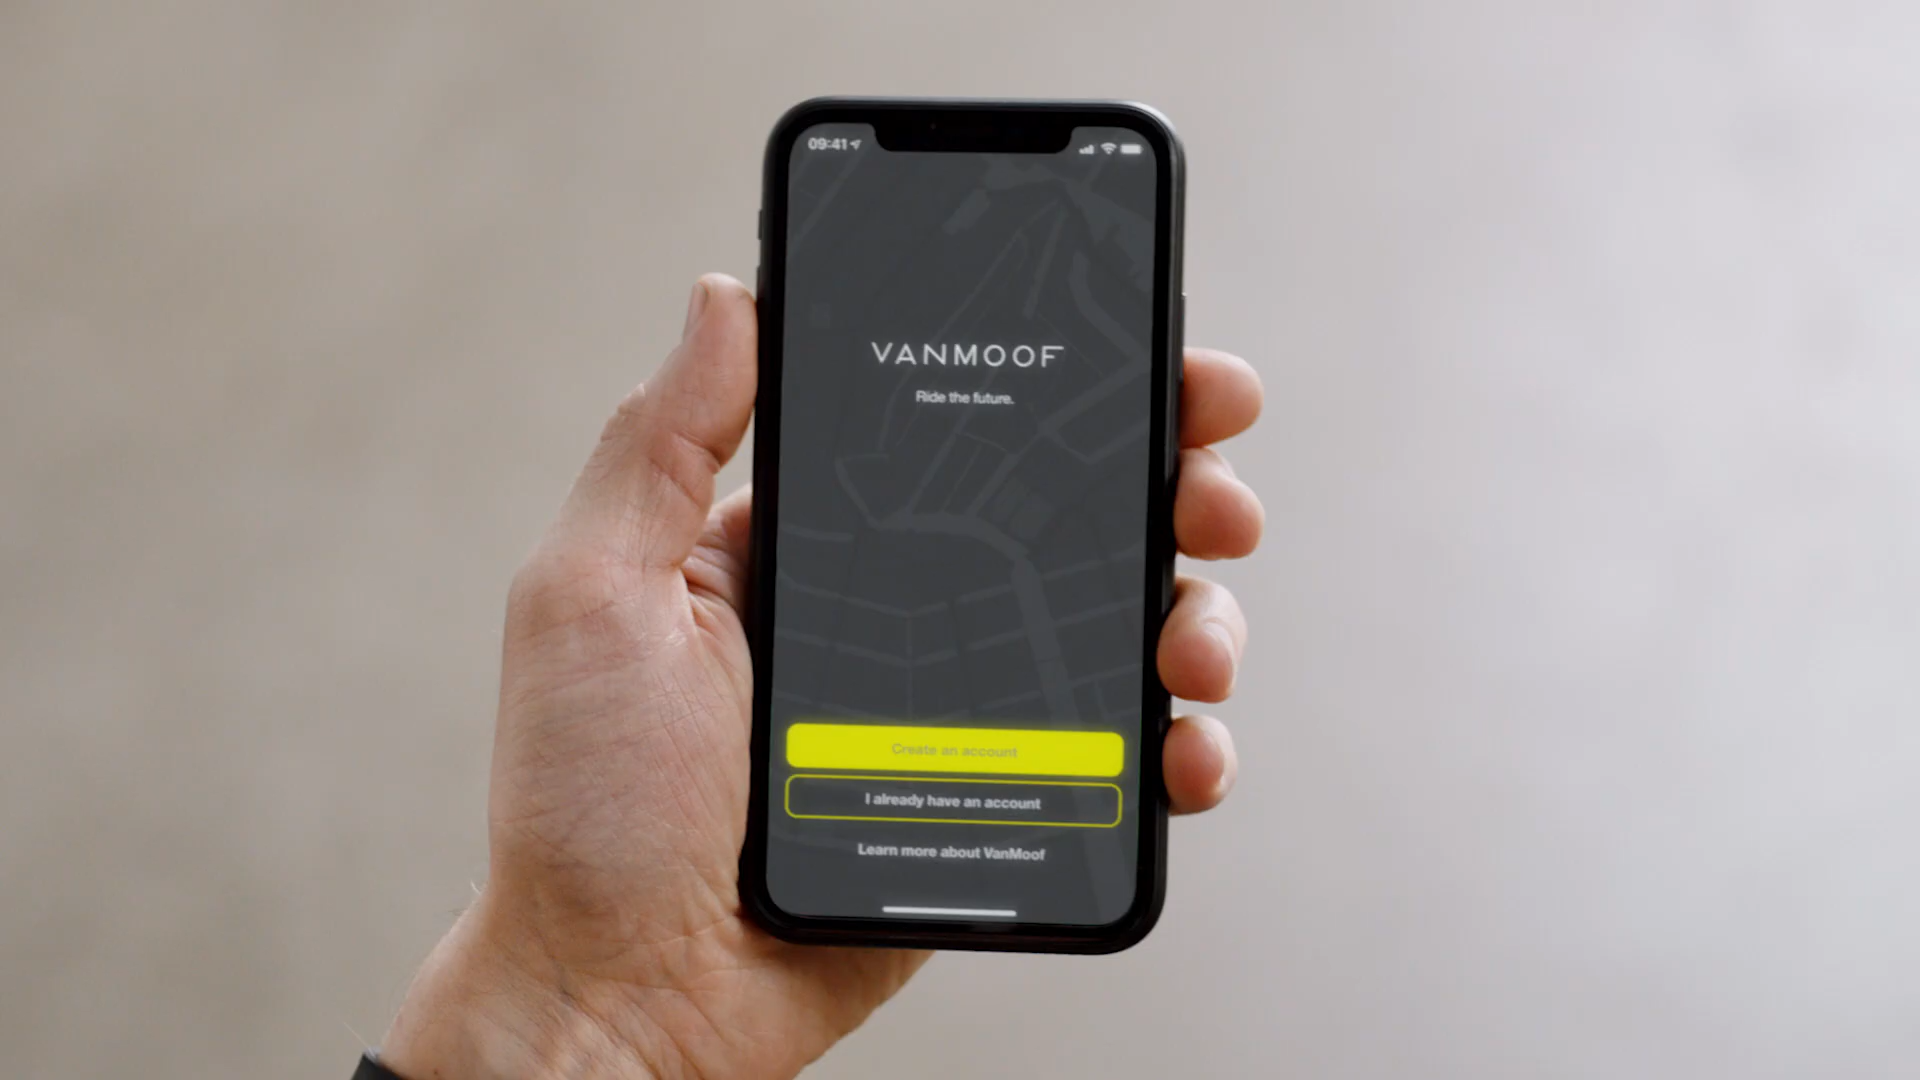 09:41
VANMOOF
Ride the future.
Create an account
I already have an account
Learn more about VanMoof